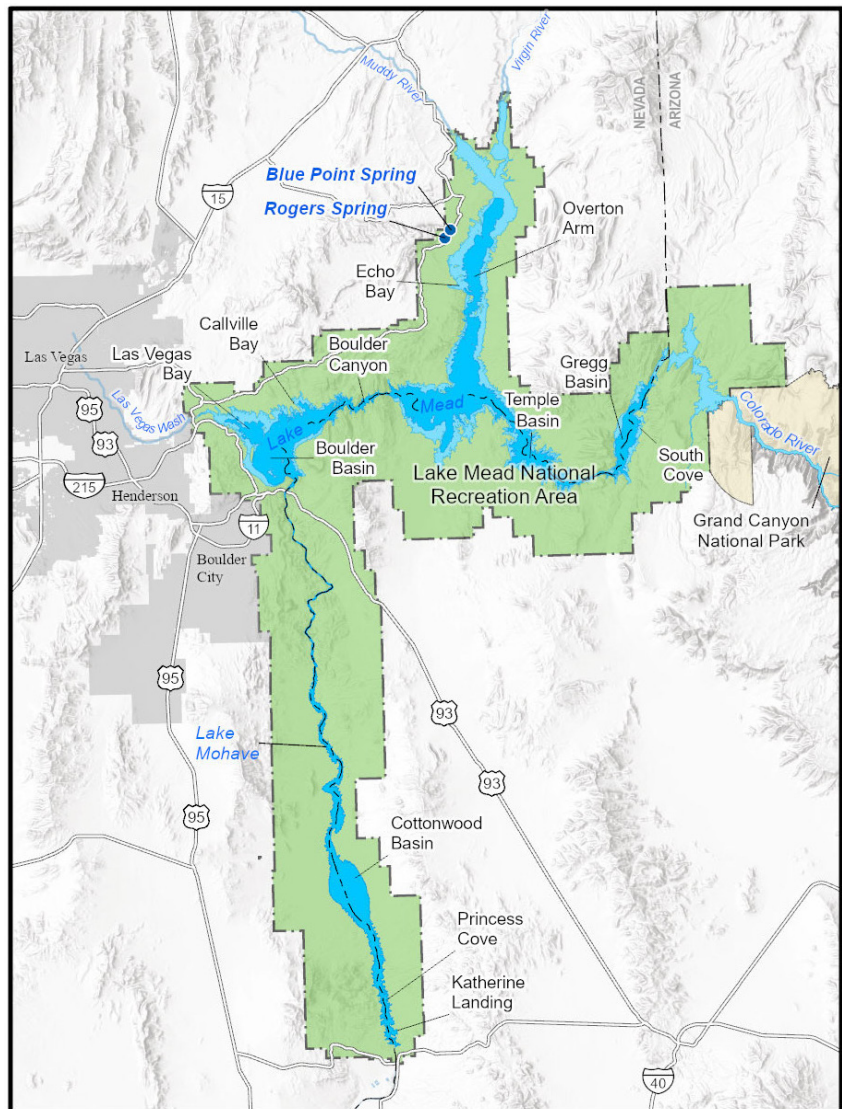 Muddy River
Virgin River
NEVADA
ARIZONA
Blue Point Spring
Rogers Spring
15
Overton
Arm
Echo
Bay
Callville
Bay
Las Vegas
Las Vegas
Bay
Boulder
Canyon
Gregg
Basin
Las Vegas Wash
95
93
Lake
Mead
Temple
Basin
Colorado River
Boulder
Basin
South
Cove
Lake Mead National
Recreation Area
215
Henderson
11
Grand Canyon
National Park
Boulder
City
95
93
Lake
Mohave
93
95
Cottonwood
Basin
Princess
Cove
Katherine
Landing
40